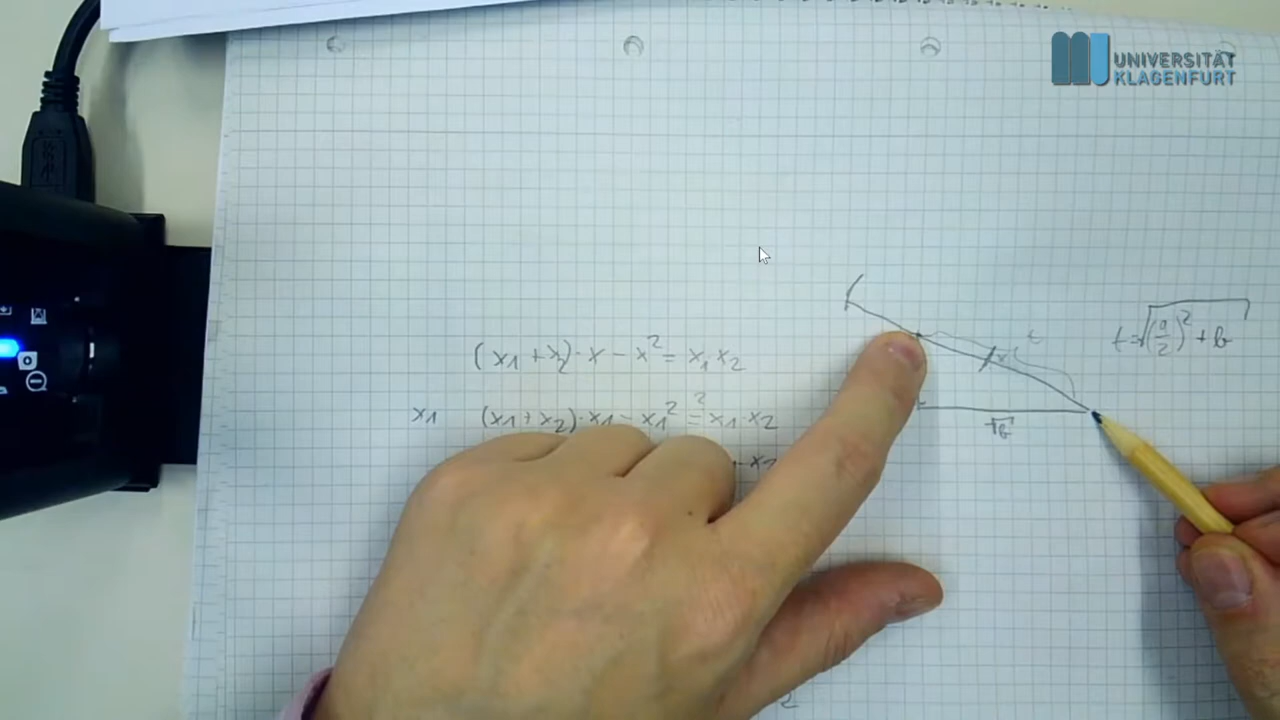 UNIVERSITÄT
KLAGENFURT
(x₁ + x₂) · x − x² = x₁ x₂
x₁ (x₁ + x₂) · x₁ − x₁² ≟ x₁ · x₂
t
x
t = √((a/2)² + b)
√b